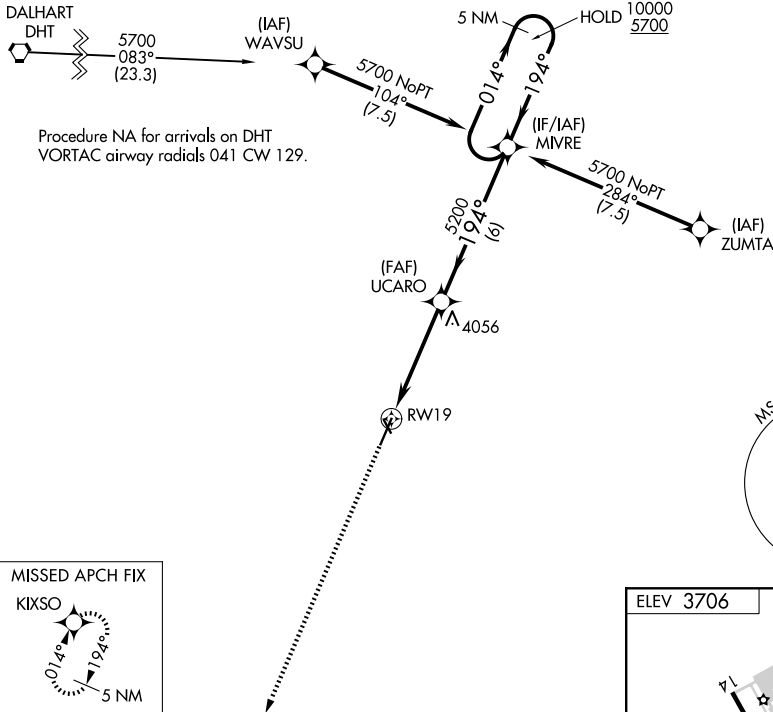 DALHART
DHT
5700
083°
(23.3)
(IAF)
WAVSU
5700 NoPT
104°
(7.5)
5 NM
HOLD
10000
5700
014°
194°
(IF/IAF)
MIVRE
Procedure NA for arrivals on DHT
VORTAC airway radials 041 CW 129.
5700 NoPT
284°
(7.5)
(IAF)
ZUMTA
5200
194°
(6)
(FAF)
UCARO
4056
RW19
MS
MISSED APCH FIX
KIXSO
014°
194°
5 NM
ELEV 3706
14